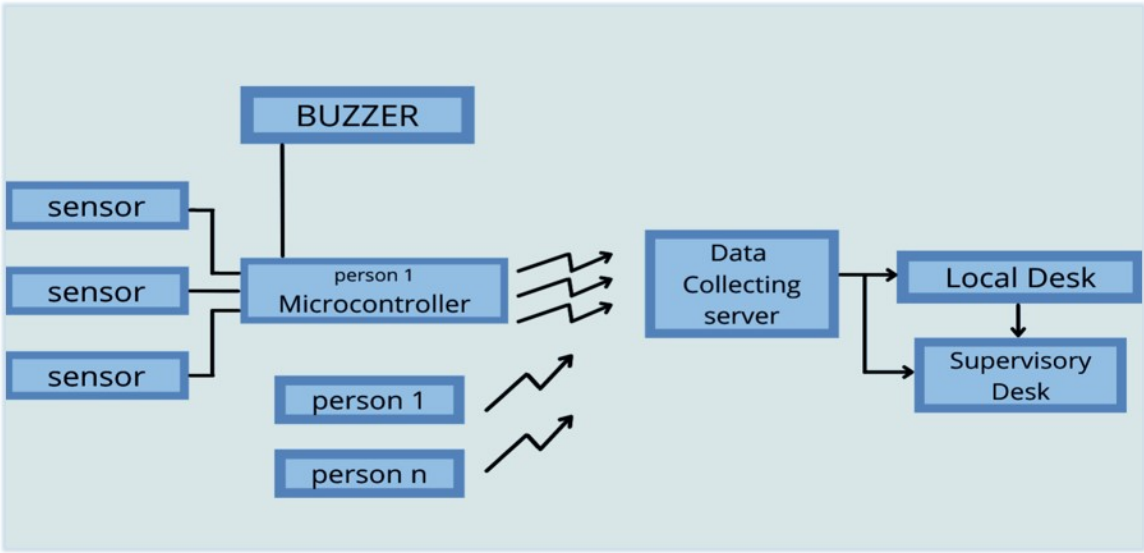 BUZZER
sensor
sensor
sensor
person 1
Microcontroller
person 1
person n
Data
Collecting
server
Local Desk
Supervisory
Desk